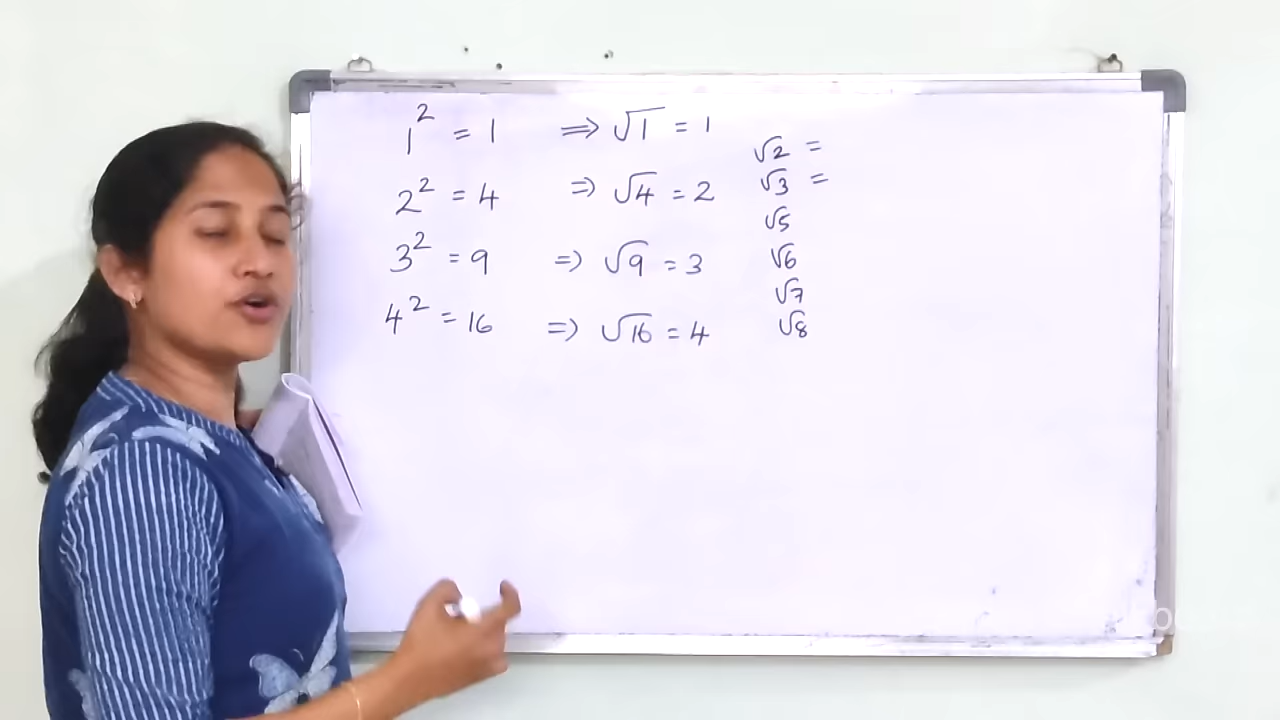 1² = 1 ⇒ √1 = 1
2² = 4 ⇒ √4 = 2
3² = 9 ⇒ √9 = 3
4² = 16 ⇒ √16 = 4
√2 =
√3 =
√5
√6
√7
√8